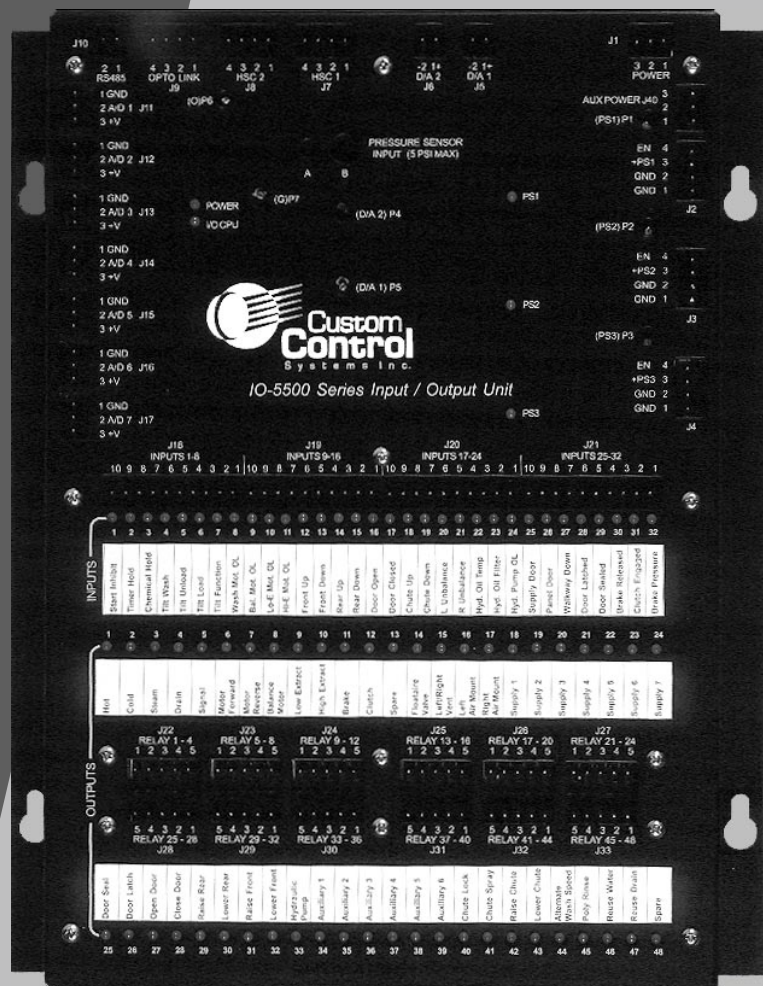 J10
2 1
RS485
4 3 2 1
OPTO LINK
J9
4 3 2 1
HSC 2
J8
4 3 2 1
HSC 1
J7
-2 1+
D/A 2
J6
-2 1+
D/A 1
J5
J1
3 2 1
POWER
1 GND
2 A/D 1 J11
3 +V
(O)P6
AUX POWER J40
3
2
1
(PS1) P1
1 GND
2 A/D 2 J12
3 +V
PRESSURE SENSOR
INPUT (5 PSI MAX)
A B
EN 4
+PS1 3
GND 2
GND 1
J2
1 GND
2 A/D 3 J13
3 +V
POWER
I/O CPU
(G)P7
(D/A 2) P4
PS1
(PS2) P2
1 GND
2 A/D 4 J14
3 +V
(D/A 1) P5
EN 4
+PS2 3
GND 2
GND 1
J3
1 GND
2 A/D 5 J15
3 +V
PS2
Custom
Control
Systems Inc.
(PS3) P3
1 GND
2 A/D 6 J16
3 +V
EN 4
+PS3 3
GND 2
GND 1
J4
IO-5500 Series Input / Output Unit
1 GND
2 A/D 7 J17
3 +V
PS3
J18 J19 J20 J21
INPUTS 1-8 INPUTS 9-16 INPUTS 17-24 INPUTS 25-32
10 9 8 7 6 5 4 3 2 1 10 9 8 7 6 5 4 3 2 1 10 9 8 7 6 5 4 3 2 1 10 9 8 7 6 5 4 3 2 1
1 2 3 4 5 6 7 8 9 10 11 12 13 14 15 16 17 18 19 20 21 22 23 24 25 26 27 28 29 30 31 32
INPUTS
Start Inhibit
Timer Hold
Chemical Hold
Tilt Wash
Tilt Unload
Tilt Load
Tilt Function
Wash Mot. OL
Bal. Mot. OL
Lo-E Mot. OL
Hi-E Mot. OL
Front Up
Front Down
Rear Up
Rear Down
Door Open
Door Closed
Chute Up
Chute Down
L Unbalance
R Unbalance
Hyd. Oil Temp
Hyd. Oil Filter
Hyd. Pump OL
Supply Door
Panel Door
Walkway Down
Door Latched
Door Sealed
Brake Released
Clutch Engaged
Brake Pressure
1 2 3 4 5 6 7 8 9 10 11 12 13 14 15 16 17 18 19 20 21 22 23 24
OUTPUTS
Hot
Cold
Steam
Drain
Signal
Motor Forward
Motor Reverse
Balance Motor
Low Extract
High Extract
Brake
Clutch
Spare
Floataire Valve
Left/Right Vent
Left Air Mount
Right Air Mount
Supply 1
Supply 2
Supply 3
Supply 4
Supply 5
Supply 6
Supply 7
J22 J23 J24 J25 J26 J27
RELAY 1 - 4 RELAY 5 - 8 RELAY 9 - 12 RELAY 13 - 16 RELAY 17 - 20 RELAY 21 - 24
1 2 3 4 5 1 2 3 4 5 1 2 3 4 5 1 2 3 4 5 1 2 3 4 5 1 2 3 4 5
5 4 3 2 1 5 4 3 2 1 5 4 3 2 1 5 4 3 2 1 5 4 3 2 1 5 4 3 2 1
RELAY 25 - 28 RELAY 29 - 32 RELAY 33 - 36 RELAY 37 - 40 RELAY 41 - 44 RELAY 45 - 48
J28 J29 J30 J31 J32 J33
Door Seal
Door Latch
Open Door
Close Door
Raise Rear
Lower Rear
Raise Front
Lower Front
Hydraulic Pump
Auxiliary 1
Auxiliary 2
Auxiliary 3
Auxiliary 4
Auxiliary 5
Auxiliary 6
Chute Lock
Chute Spray
Raise Chute
Lower Chute
Alternate Wash Speed
Poly Rinse
Reuse Water
Reuse Drain
Spare
25 26 27 28 29 30 31 32 33 34 35 36 37 38 39 40 41 42 43 44 45 46 47 48